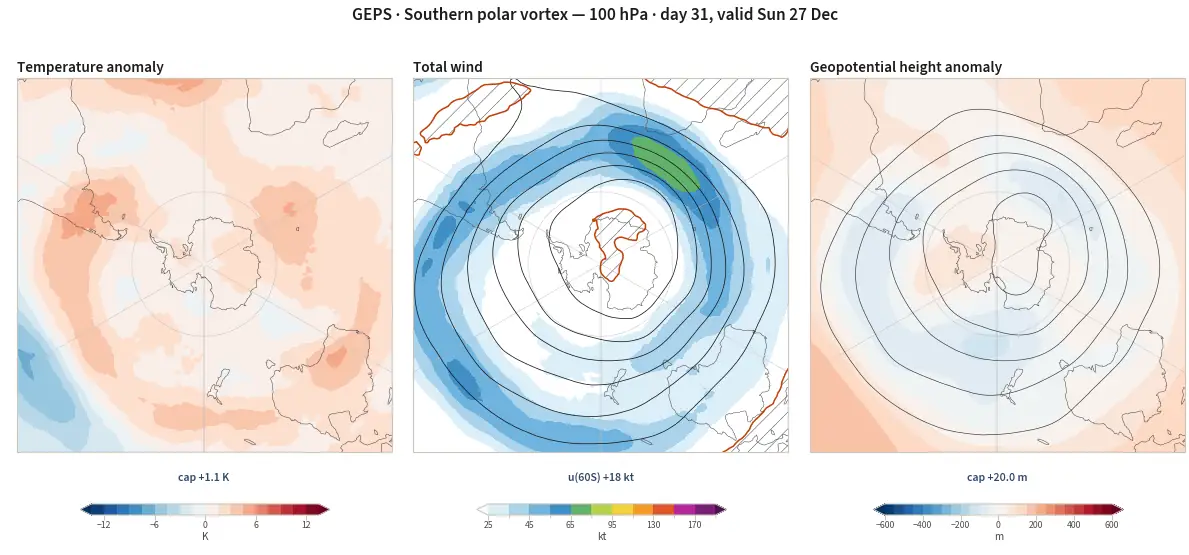 GEPS · Southern polar vortex — 100 hPa · day 31, valid Sun 27 Dec
Temperature anomaly
Total wind
Geopotential height anomaly
cap +1.1 K
u(60S) +18 kt
cap +20.0 m
−12 −6 0 6 12
K
25 45 65 95 130 170
kt
−600 −400 −200 0 200 400 600
m